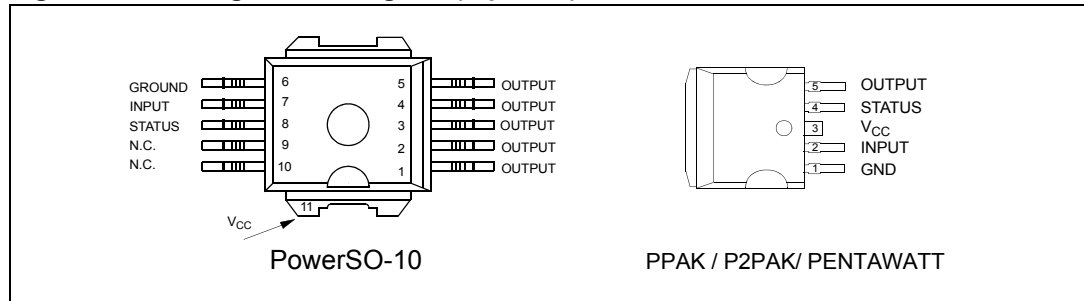 GROUND 6 5 OUTPUT
INPUT 7 4 OUTPUT
STATUS 8 3 OUTPUT
N.C. 9 2 OUTPUT
N.C. 10 1 OUTPUT
11
VCC
PowerSO-10
5 OUTPUT
4 STATUS
3 VCC
2 INPUT
1 GND
PPAK / P2PAK/ PENTAWATT